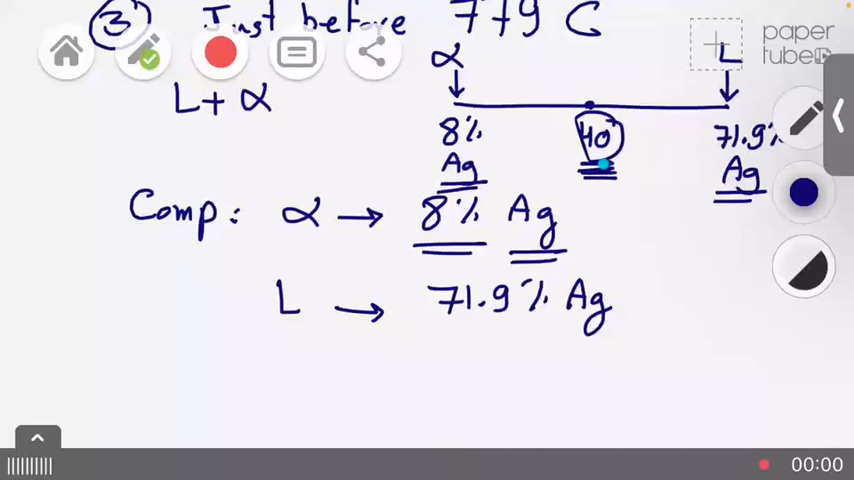 ③ Just before 779 C
paper
tube
α L
L + α
8% 40 71.9%
Ag Ag
Comp: α → 8% Ag
L → 71.9% Ag
00:00